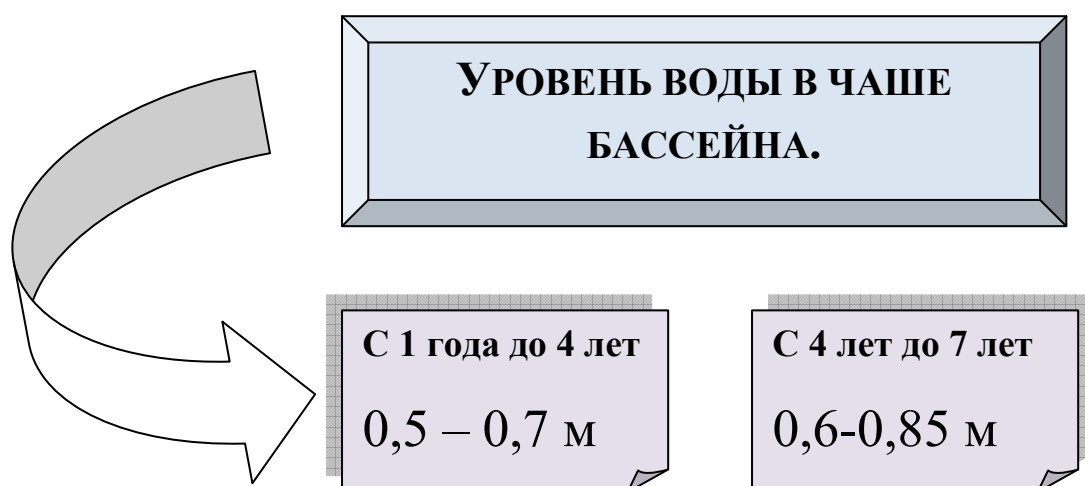 УРОВЕНЬ ВОДЫ В ЧАШЕ
БАССЕЙНА.
С 1 года до 4 лет
0,5 – 0,7 м
С 4 лет до 7 лет
0,6-0,85 м